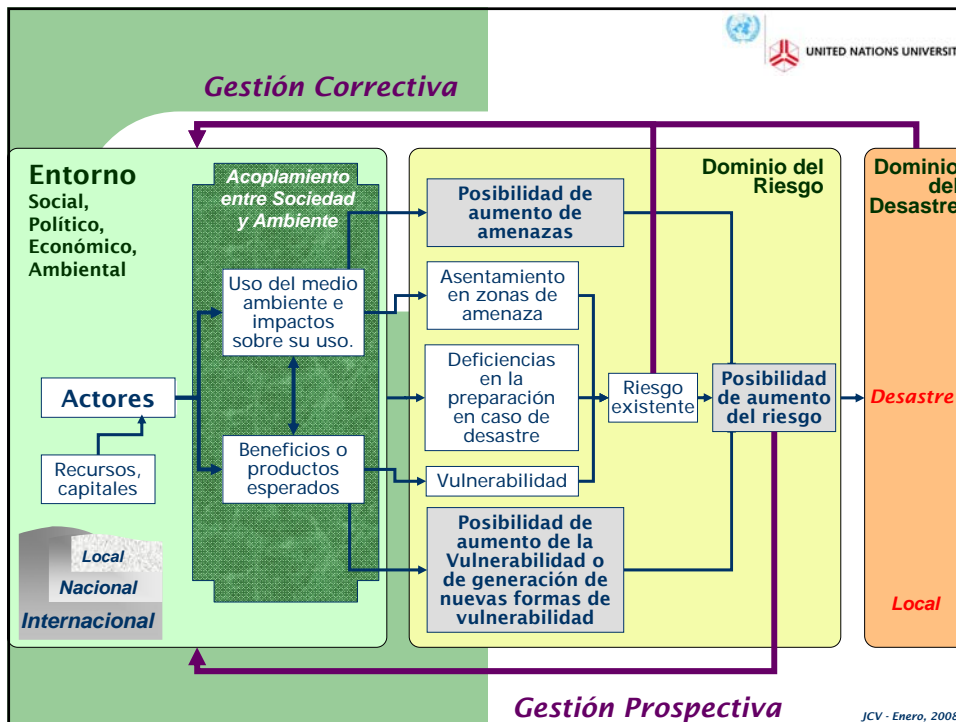 UNITED NATIONS UNIVERSIT
Gestión Correctiva
Entorno
Social,
Político,
Económico,
Ambiental
Acoplamiento
entre Sociedad
y Ambiente
Uso del medio
ambiente e
impactos
sobre su uso.
Actores
Recursos,
capitales
Beneficios o
productos
esperados
Local
Nacional
Internacional
Dominio del
Riesgo
Posibilidad de
aumento de
amenazas
Asentamiento
en zonas de
amenaza
Deficiencias
en la
preparación
en caso de
desastre
Vulnerabilidad
Posibilidad de
aumento de la
Vulnerabilidad o
de generación de
nuevas formas de
vulnerabilidad
Riesgo
existente
Posibilidad
de aumento
del riesgo
Dominio
del
Desastre
Desastre
Local
Gestión Prospectiva
JCV - Enero, 2008